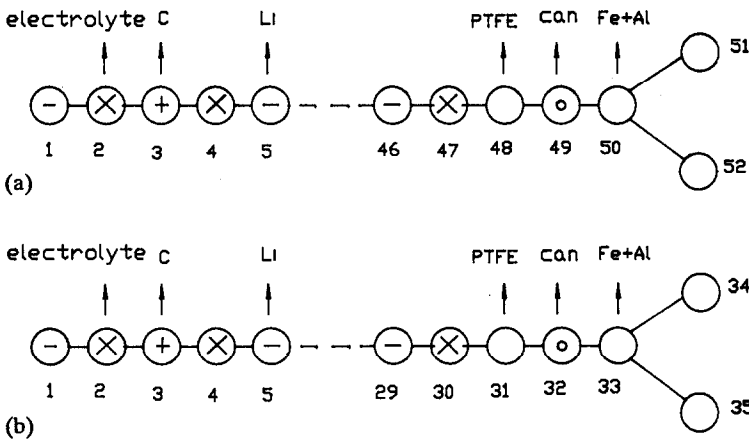 electrolyte C Li PTFE can Fe+Al
51
1 2 3 4 5 46 47 48 49 50
52
(a)
electrolyte C Li PTFE can Fe+Al
34
1 2 3 4 5 29 30 31 32 33
35
(b)